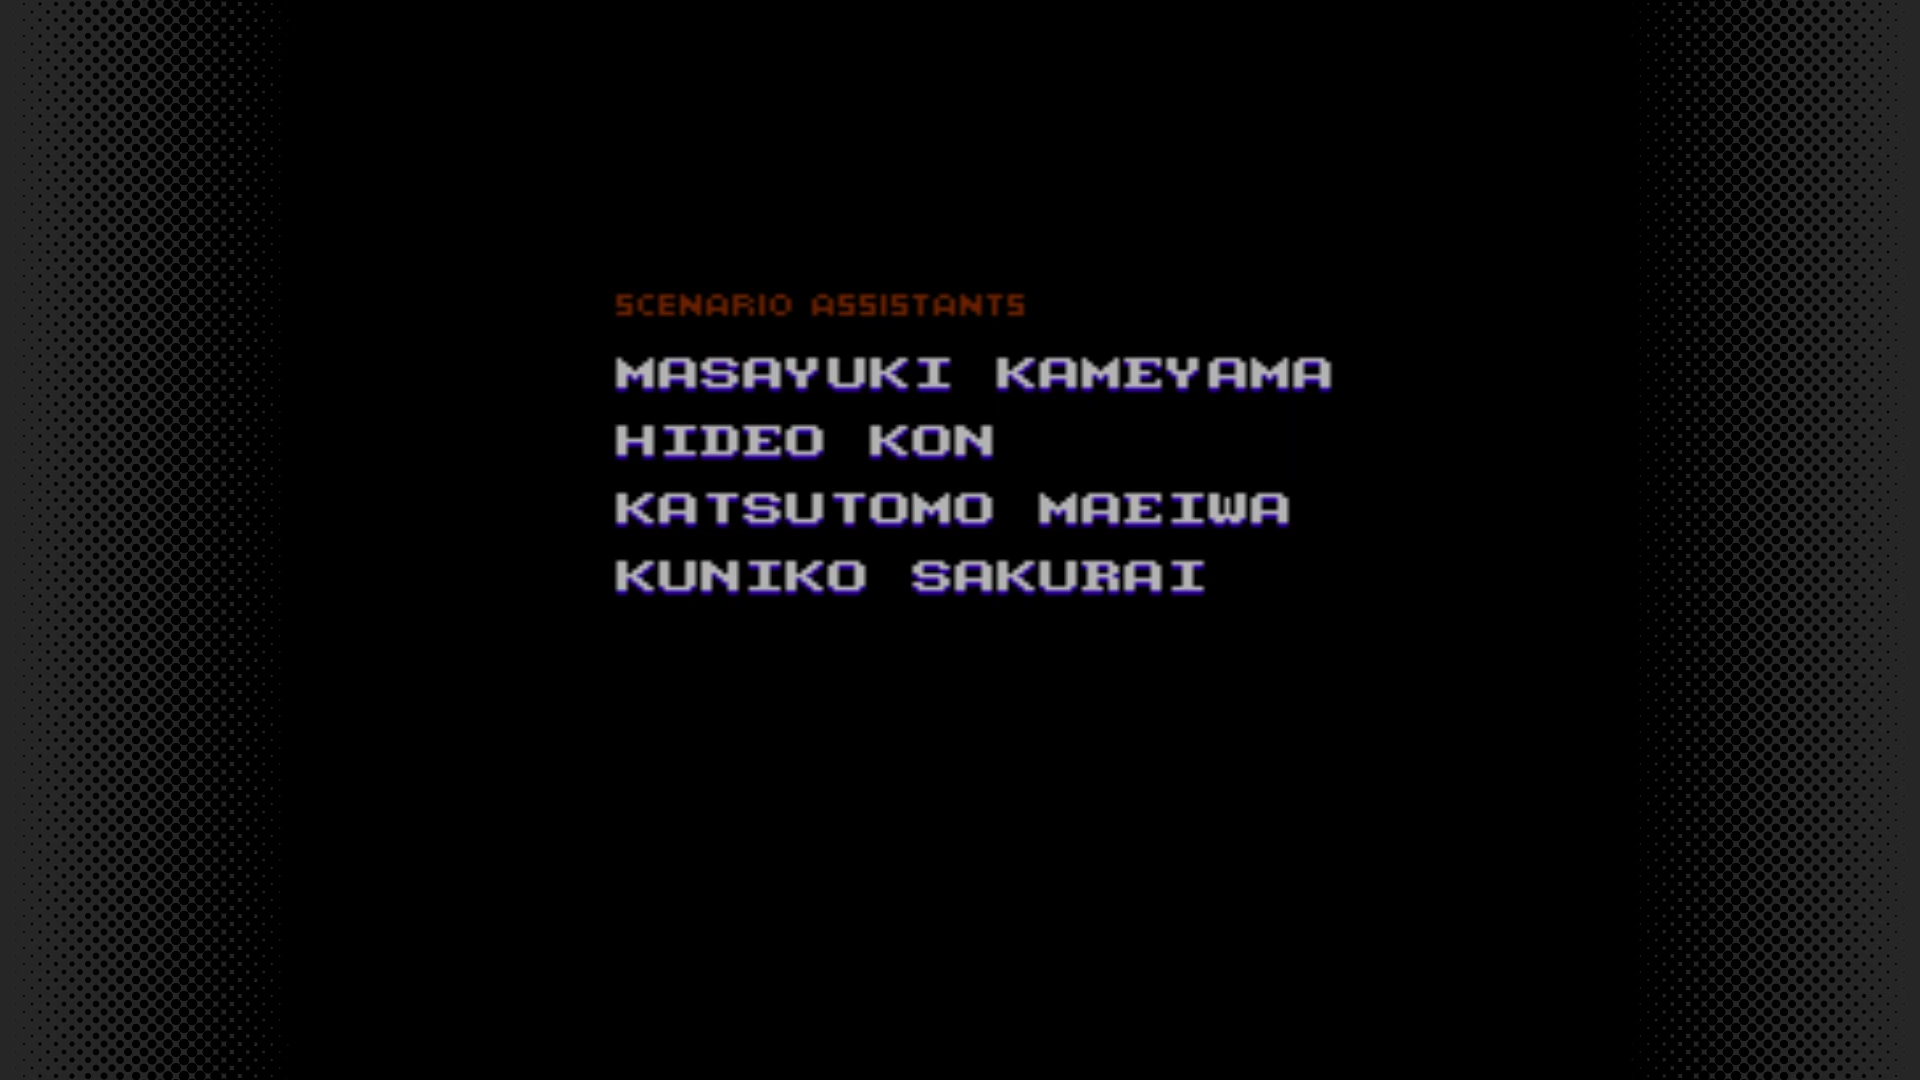 SCENARIO ASSISTANTS
MASAYUKI KAMEYAMA
HIDEO KON
KATSUTOMO MAEIWA
KUNIKO SAKURAI